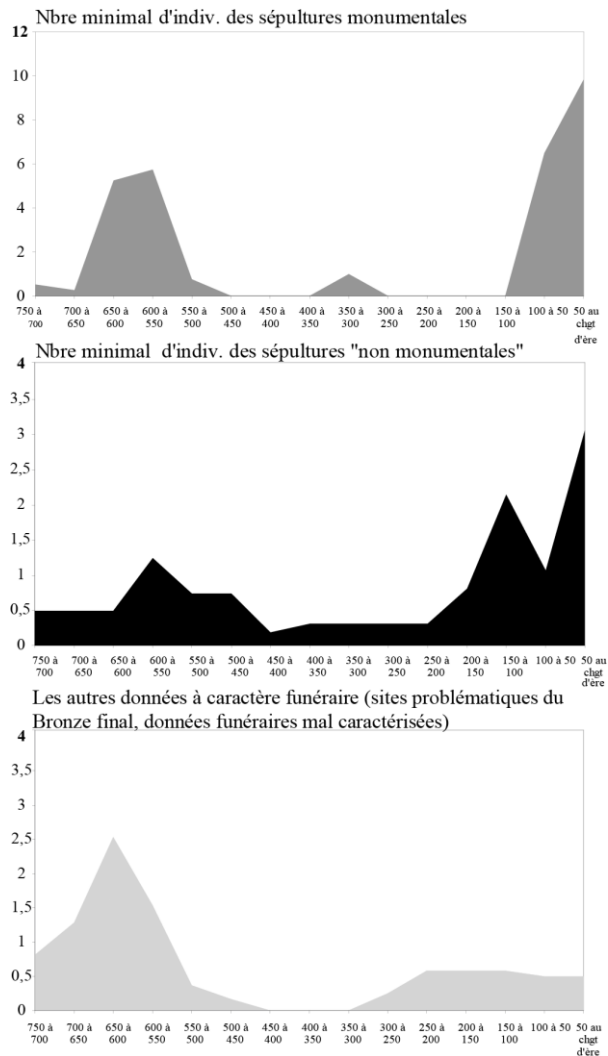 Nbre minimal d'indiv. des sépultures monumentales
12
10
8
6
4
2
0
750 à 700 à 650 à 600 à 550 à 500 à 450 à 400 à 350 à 300 à 250 à 200 à 150 à 100 à 50 50 au
700 650 600 550 500 450 400 350 300 250 200 150 100 chgt
d'ère
Nbre minimal d'indiv. des sépultures "non monumentales"
4
3,5
3
2,5
2
1,5
1
0,5
0
750 à 700 à 650 à 600 à 550 à 500 à 450 à 400 à 350 à 300 à 250 à 200 à 150 à 100 à 50 50 au
700 650 600 550 500 450 400 350 300 250 200 150 100 chgt
d'ère
Les autres données à caractère funéraire (sites problématiques du
Bronze final, données funéraires mal caractérisées)
4
3,5
3
2,5
2
1,5
1
0,5
0
750 à 700 à 650 à 600 à 550 à 500 à 450 à 400 à 350 à 300 à 250 à 200 à 150 à 100 à 50 50 au
700 650 600 550 500 450 400 350 300 250 200 150 100 chgt
d'ère